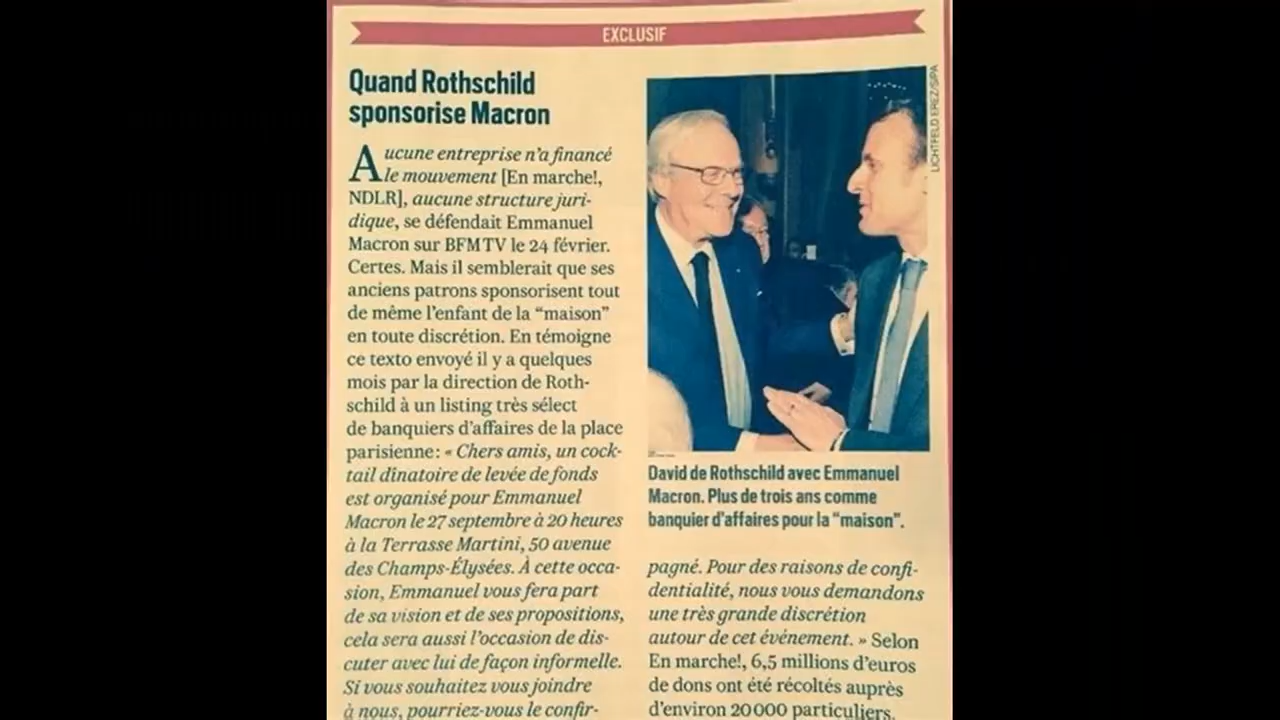 EXCLUSIF
Quand Rothschild
sponsorise Macron
Aucune entreprise n'a financé
le mouvement [En marche!,
NDLR], aucune structure juri-
dique, se défendait Emmanuel
Macron sur BFMTV le 24 février.
Certes. Mais il semblerait que ses
anciens patrons sponsorisent tout
de même l'enfant de la “maison”
en toute discrétion. En témoigne
ce texto envoyé il y a quelques
mois par la direction de Roth-
schild à un listing très sélect
de banquiers d'affaires de la place
parisienne: « Chers amis, un cock-
tail dînatoire de levée de fonds
est organisé pour Emmanuel
Macron le 27 septembre à 20 heures
à la Terrasse Martini, 50 avenue
des Champs-Élysées. À cette occa-
sion, Emmanuel vous fera part
de sa vision et de ses propositions,
cela sera aussi l'occasion de dis-
cuter avec lui de façon informelle.
Si vous souhaitez vous joindre
à nous, pourriez-vous le confir-
LICHTFELD EREZ/SIPA
David de Rothschild avec Emmanuel
Macron. Plus de trois ans comme
banquier d'affaires pour la “maison”.
pagné. Pour des raisons de confi-
dentialité, nous vous demandons
une très grande discrétion
autour de cet événement. » Selon
En marche!, 6,5 millions d'euros
de dons ont été récoltés auprès
d'environ 20000 particuliers.